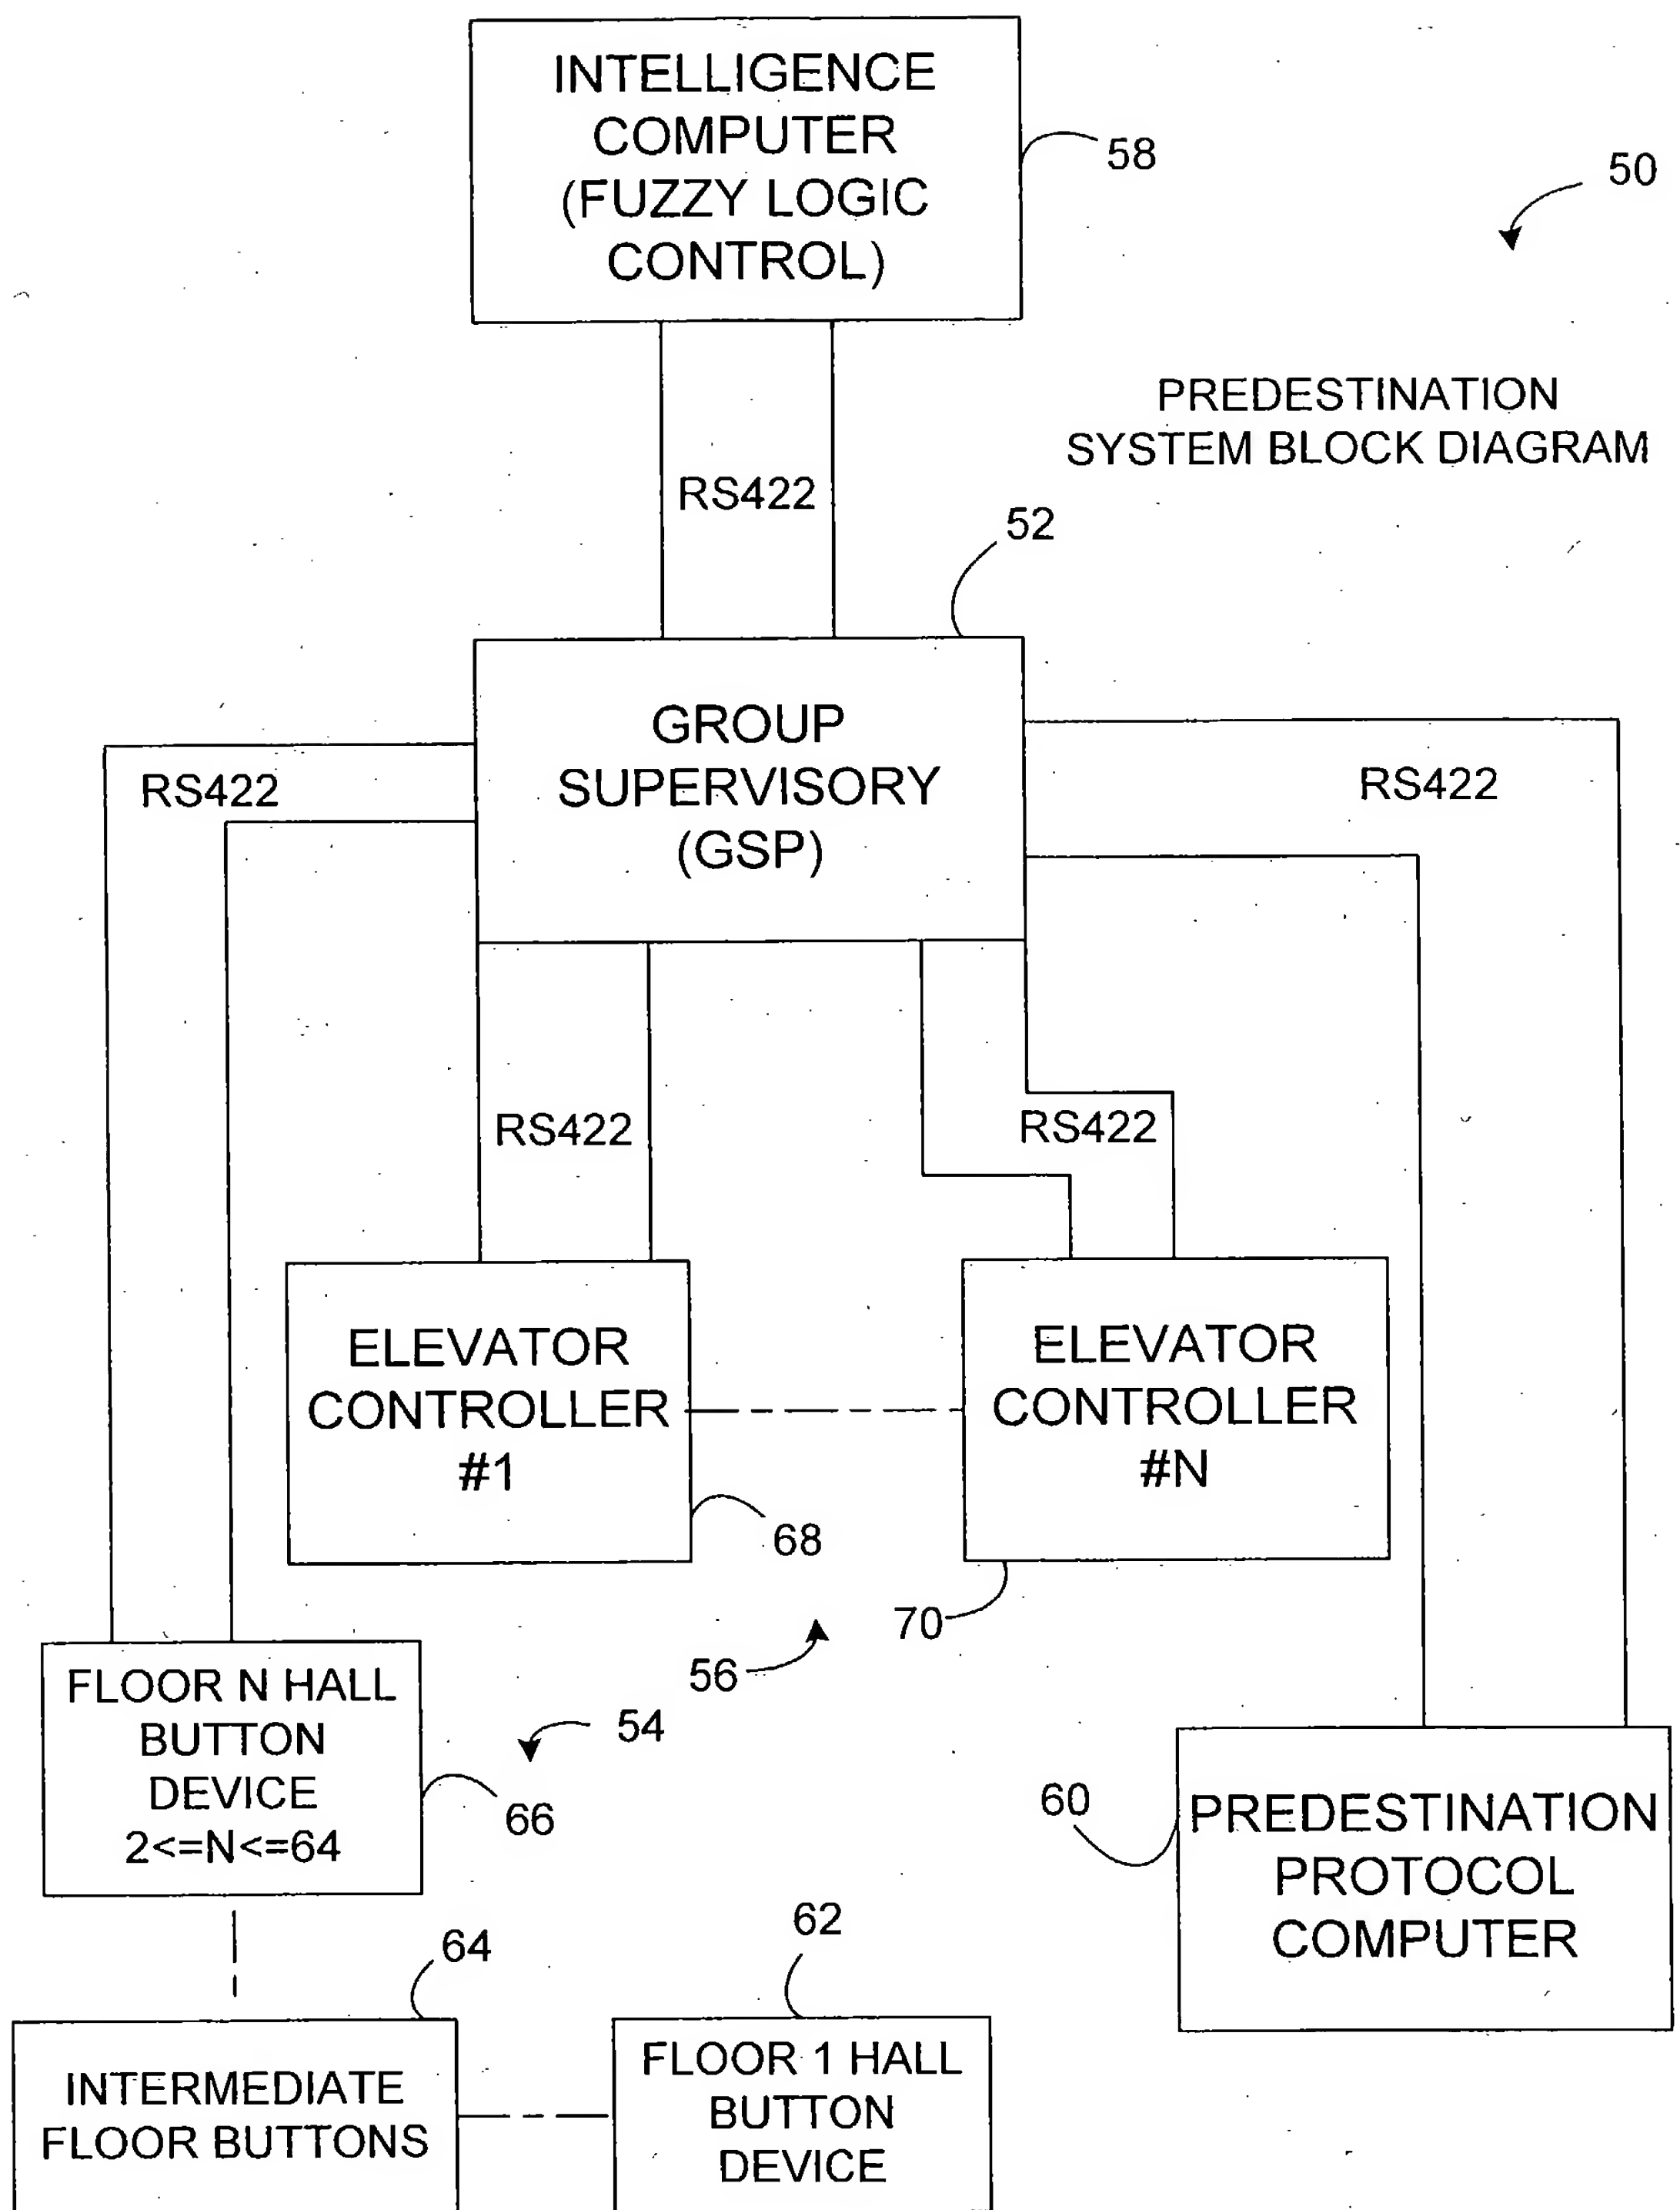 INTELLIGENCE
COMPUTER
(FUZZY LOGIC
CONTROL)
58
50
PREDESTINATION
SYSTEM BLOCK DIAGRAM
RS422
52
GROUP
SUPERVISORY
(GSP)
RS422
RS422
RS422
RS422
ELEVATOR
CONTROLLER
#1
ELEVATOR
CONTROLLER
#N
68
70
56
54
FLOOR N HALL
BUTTON
DEVICE
2<=N<=64
66
60
PREDESTINATION
PROTOCOL
COMPUTER
64
62
INTERMEDIATE
FLOOR BUTTONS
FLOOR 1 HALL
BUTTON
DEVICE